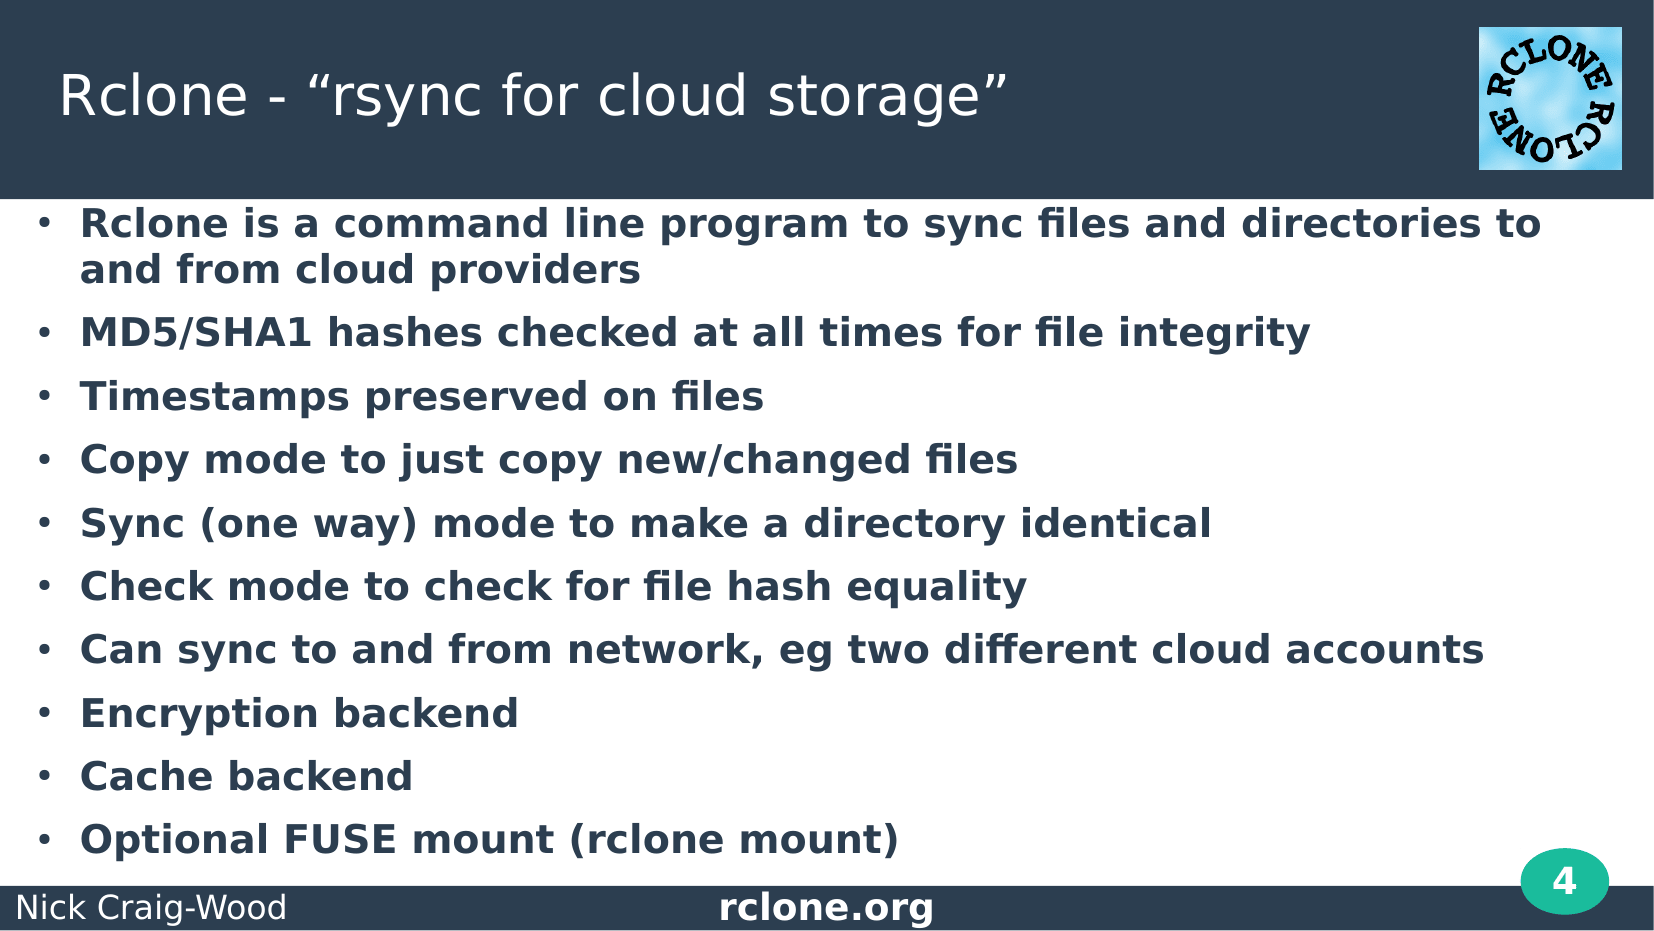 Rclone - “rsync for cloud storage”
RCLONE RCLONE
• Rclone is a command line program to sync files and directories to
and from cloud providers
• MD5/SHA1 hashes checked at all times for file integrity
• Timestamps preserved on files
• Copy mode to just copy new/changed files
• Sync (one way) mode to make a directory identical
• Check mode to check for file hash equality
• Can sync to and from network, eg two different cloud accounts
• Encryption backend
• Cache backend
• Optional FUSE mount (rclone mount)
Nick Craig-Wood
rclone.org
4